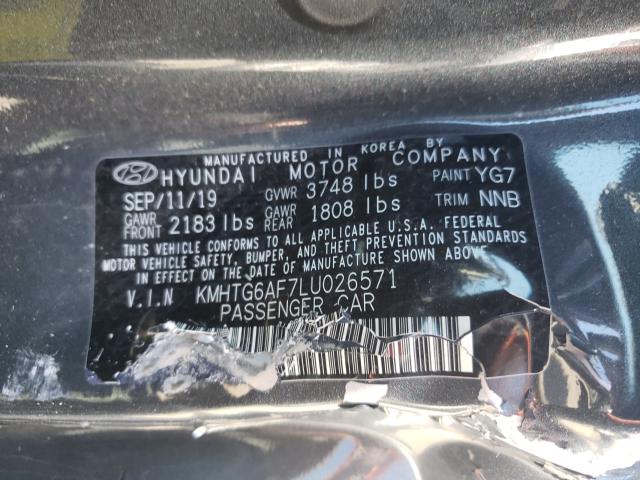 MANUFACTURED IN KOREA BY
HYUNDAI MOTOR COMPANY
SEP/11/19 GVWR 3748 lbs PAINT YG7
GAWR FRONT 2183 lbs GAWR REAR 1808 lbs TRIM NNB
THIS VEHICLE CONFORMS TO ALL APPLICABLE U.S.A. FEDERAL
MOTOR VEHICLE SAFETY, BUMPER, AND THEFT PREVENTION STANDARDS
IN EFFECT ON THE DATE OF MANUFACTURE SHOWN ABOVE
V.I.N KMHTG6AF7LU026571
PASSENGER CAR